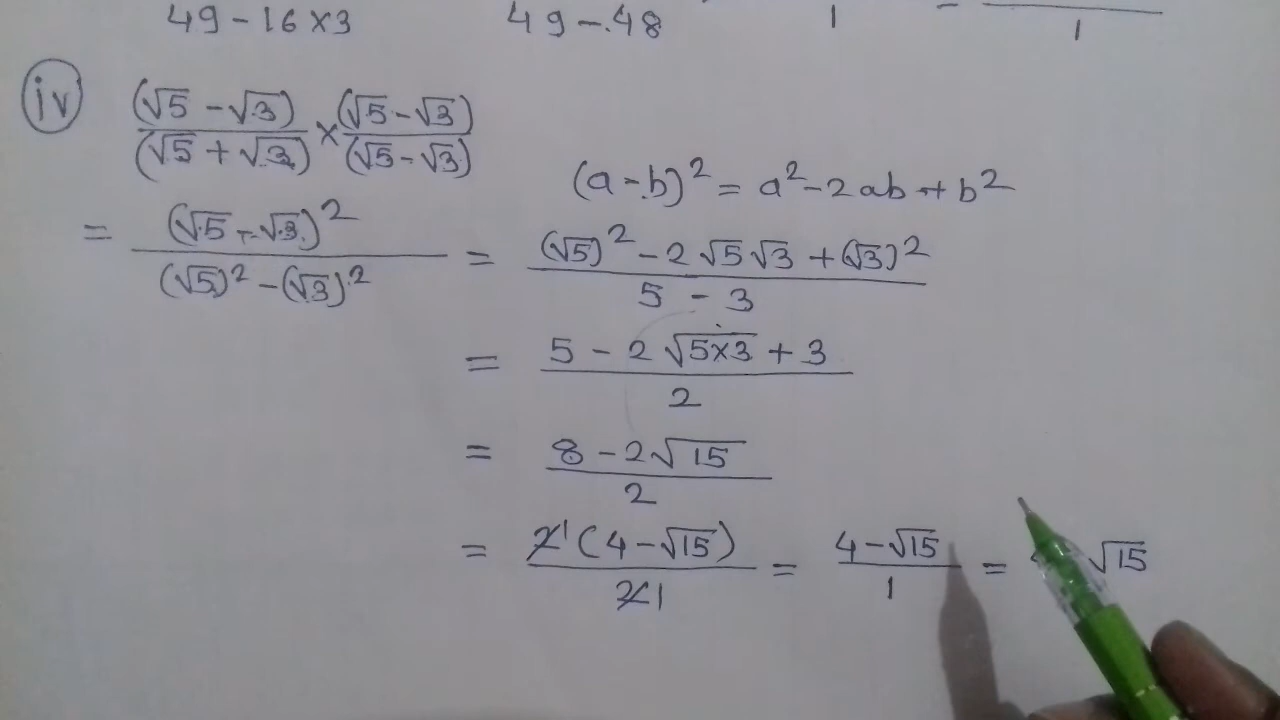 49 - 16 × 3 49 - 48 1 - 1
(iv) (√5 - √3)/(√5 + √3) × (√5 - √3)/(√5 - √3)
(a - b)² = a² - 2ab + b²
= (√5 - √3)²/((√5)² - (√3)²) = ((√5)² - 2√5√3 + (√3)²)/(5 - 3)
= (5 - 2√(5×3) + 3)/2
= (8 - 2√15)/2
= 2 1 (4 - √15)/2 1 = (4 - √15)/1 = √15